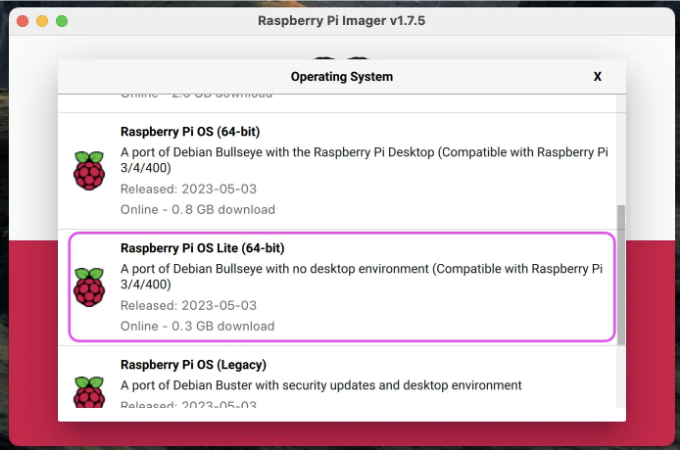 Raspberry Pi Imager v1.7.5
Operating System X
Online - 2.6 GB download
Raspberry Pi OS (64-bit)
A port of Debian Bullseye with the Raspberry Pi Desktop (Compatible with Raspberry Pi
3/4/400)
Released: 2023-05-03
Online - 0.8 GB download
Raspberry Pi OS Lite (64-bit)
A port of Debian Bullseye with no desktop environment (Compatible with Raspberry Pi
3/4/400)
Released: 2023-05-03
Online - 0.3 GB download
Raspberry Pi OS (Legacy)
A port of Debian Buster with security updates and desktop environment
Released: 2023-05-03